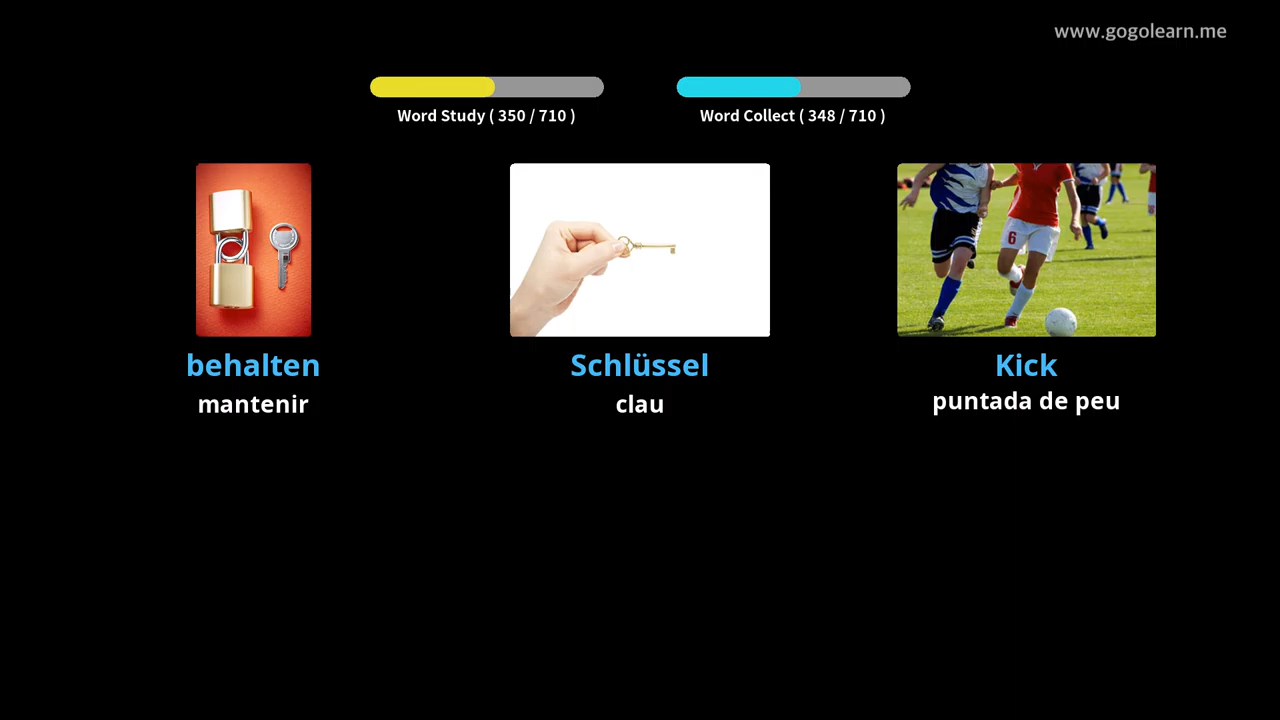 www.gogolearn.me
Word Study ( 350 / 710 )
Word Collect ( 348 / 710 )
behalten
mantenir
Schlüssel
clau
Kick
puntada de peu
6